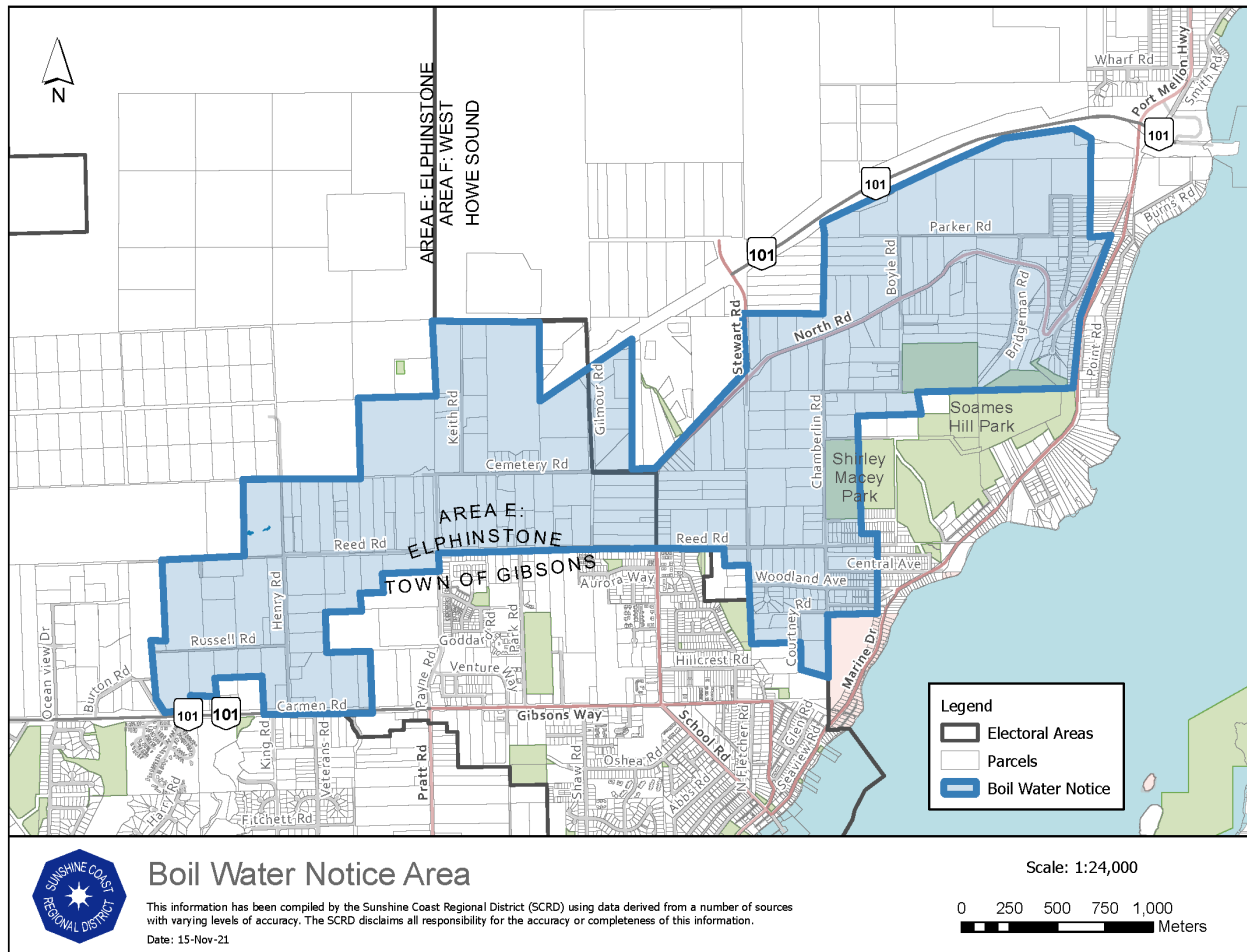 N
AREA E: ELPHINSTONE
AREA F: WEST
HOWE SOUND
Wharf Rd
Port Mellon Hwy
Smith Rd
101
101
101
Burns Rd
Parker Rd
Boyle Rd
Bridgeman Rd
North Rd
Stewart Rd
Point Rd
Gilmour Rd
Keith Rd
Chamberlin Rd
Soames
Hill Park
Shirley
Macey
Park
Cemetery Rd
AREA E:
ELPHINSTONE
Reed Rd
Reed Rd
TOWN OF GIBSONS
Aurora Way
Woodland Ave
Central Ave
Henry Rd
Courtney Rd
Russell Rd
Goddard Rd
Park Rd
Venture Way
Payne Rd
Hillcrest Rd
Marine Dr
Ocean view Dr
Burton Rd
101
101
Carmen Rd
Gibsons Way
King Rd
Veterans Rd
Pratt Rd
School Rd
N Fletcher Rd
Glen Rd
Seaview Rd
Shaw Rd
Oshea Rd
Abbs Rd
Harry Rd
Fitchett Rd
Legend
Electoral Areas
Parcels
Boil Water Notice
SUNSHINE COAST
REGIONAL DISTRICT
Boil Water Notice Area
This information has been compiled by the Sunshine Coast Regional District (SCRD) using data derived from a number of sources
with varying levels of accuracy. The SCRD disclaims all responsibility for the accuracy or completeness of this information.
Date: 15-Nov-21
Scale: 1:24,000
0 250 500 750 1,000
Meters